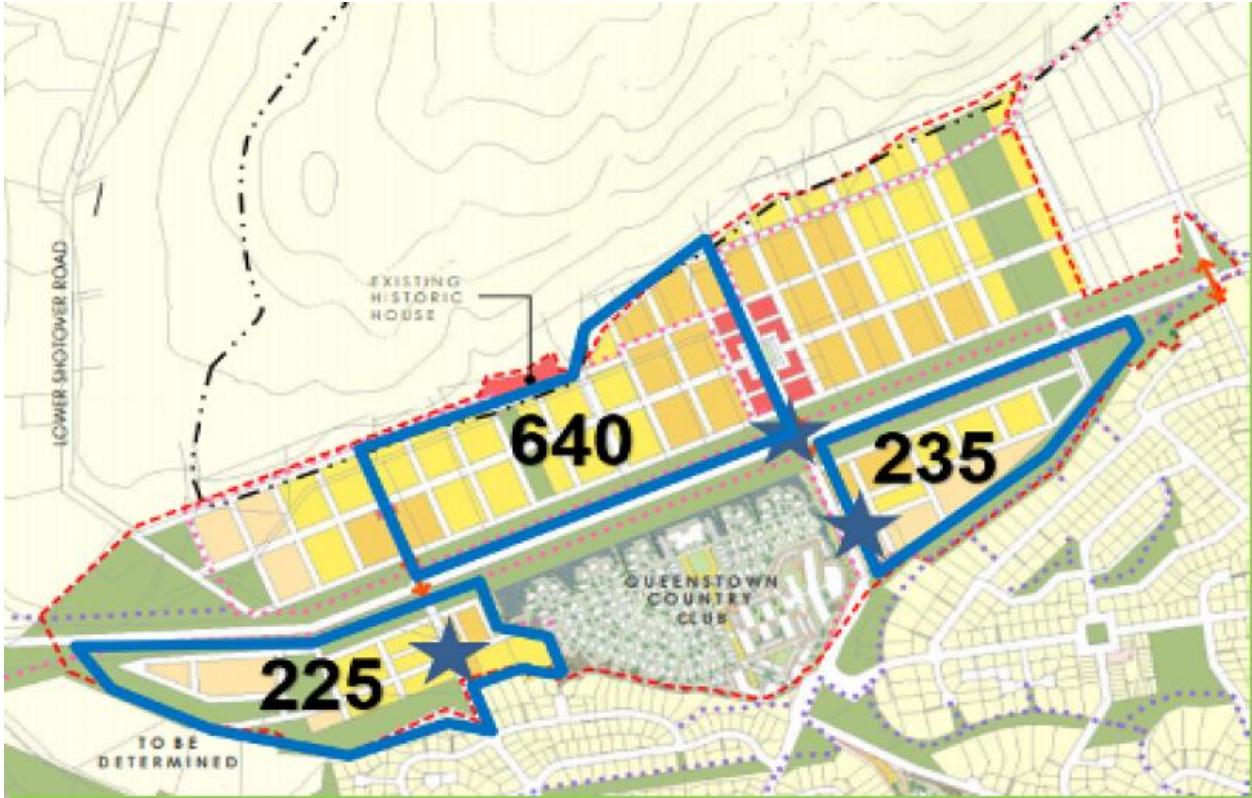 LOWER SHOTOVER ROAD
EXISTING
HISTORIC
HOUSE
640
235
QUEENSTOWN
COUNTRY
CLUB
225
TO BE
DETERMINED